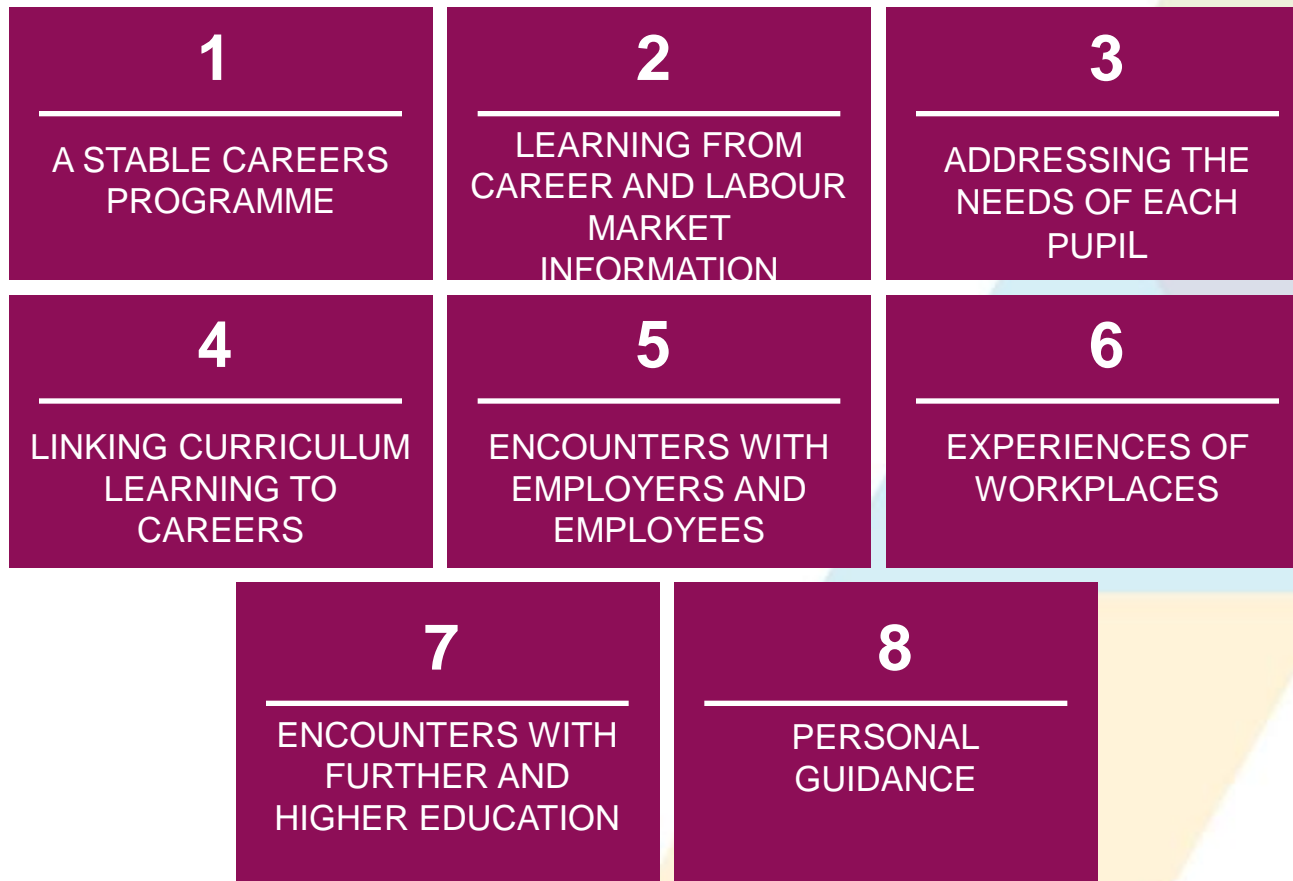 1
A STABLE CAREERS
PROGRAMME
2
LEARNING FROM
CAREER AND LABOUR
MARKET
INFORMATION
3
ADDRESSING THE
NEEDS OF EACH
PUPIL
4
LINKING CURRICULUM
LEARNING TO
CAREERS
5
ENCOUNTERS WITH
EMPLOYERS AND
EMPLOYEES
6
EXPERIENCES OF
WORKPLACES
7
ENCOUNTERS WITH
FURTHER AND
HIGHER EDUCATION
8
PERSONAL
GUIDANCE